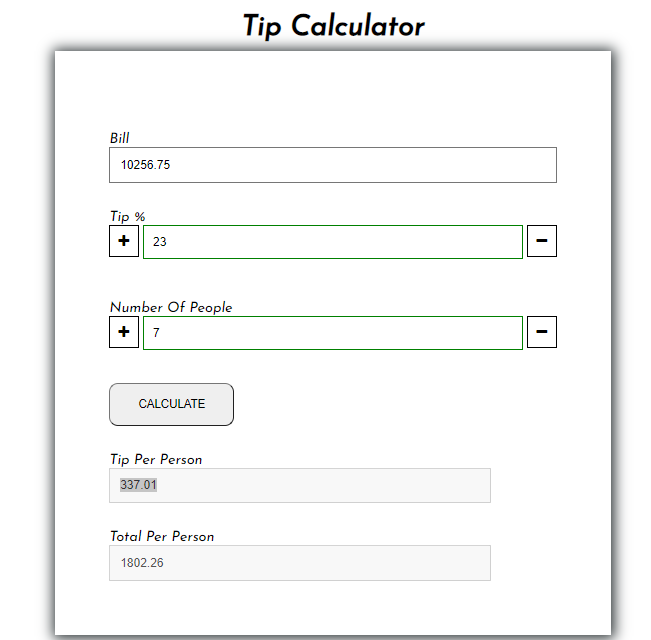 Tip Calculator
Bill
10256.75
Tip %
+ 23 −
Number Of People
+ 7 −
CALCULATE
Tip Per Person
337.01
Total Per Person
1802.26